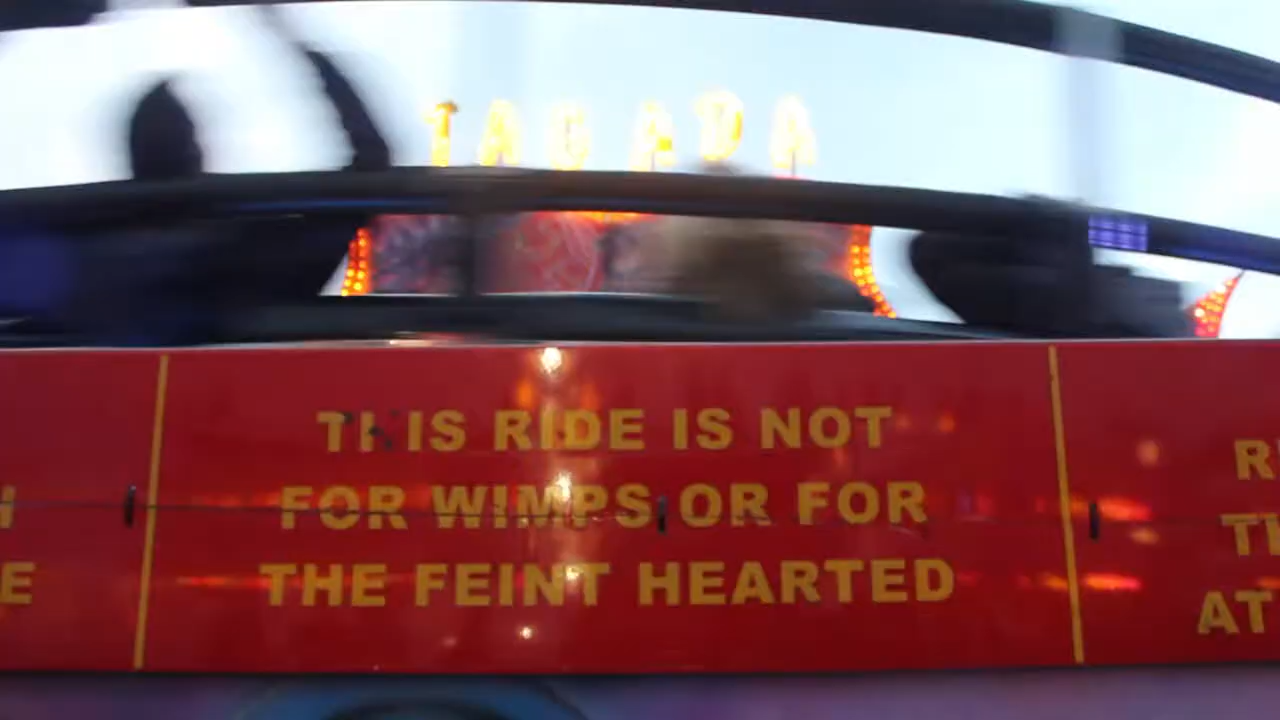 TAGADA
THIS RIDE IS NOT
FOR WIMPS OR FOR
THE FEINT HEARTED